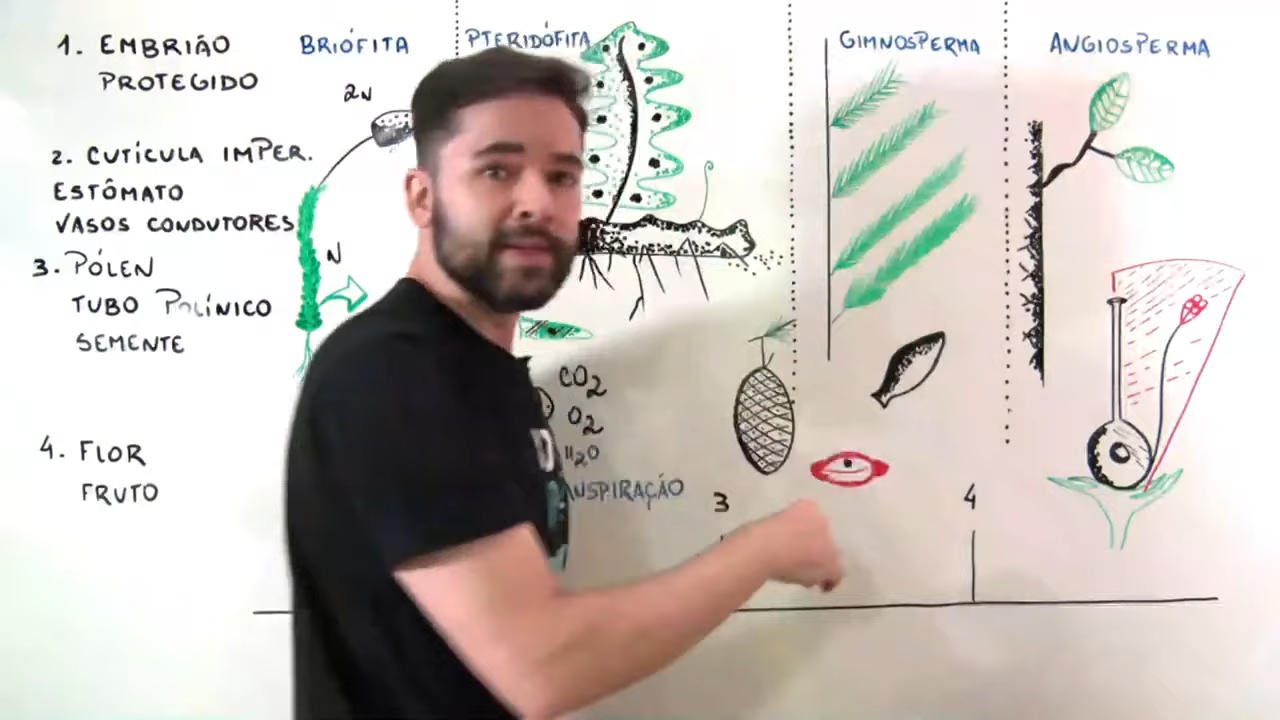 1. EMBRIÃO
PROTEGIDO
2. CUTÍCULA IMPER.
ESTÔMATO
VASOS CONDUTORES
3. PÓLEN
TUBO POLÍNICO
SEMENTE
4. FLOR
FRUTO
BRIÓFITA
2N
N
PTERIDÓFITA
CO2
O2
H2O
GIMNOSPERMA
3
ANGIOSPERMA
4